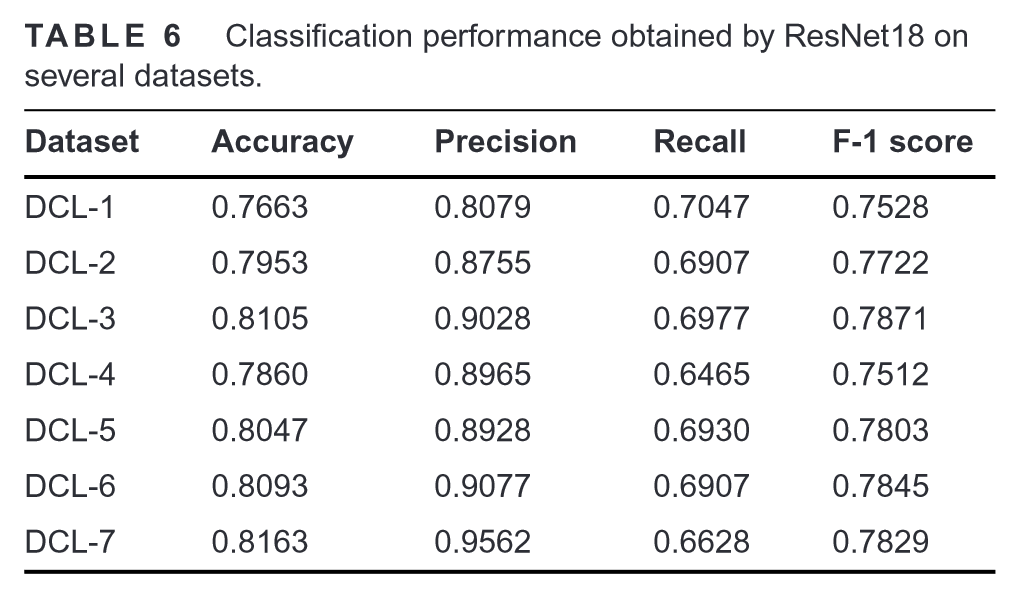 TABLE 6 Classification performance obtained by ResNet18 on
several datasets.
Dataset Accuracy Precision Recall F-1 score
DCL-1 0.7663 0.8079 0.7047 0.7528
DCL-2 0.7953 0.8755 0.6907 0.7722
DCL-3 0.8105 0.9028 0.6977 0.7871
DCL-4 0.7860 0.8965 0.6465 0.7512
DCL-5 0.8047 0.8928 0.6930 0.7803
DCL-6 0.8093 0.9077 0.6907 0.7845
DCL-7 0.8163 0.9562 0.6628 0.7829